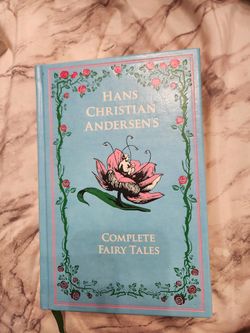 HANS
CHRISTIAN
ANDERSEN'S
COMPLETE
FAIRY TALES